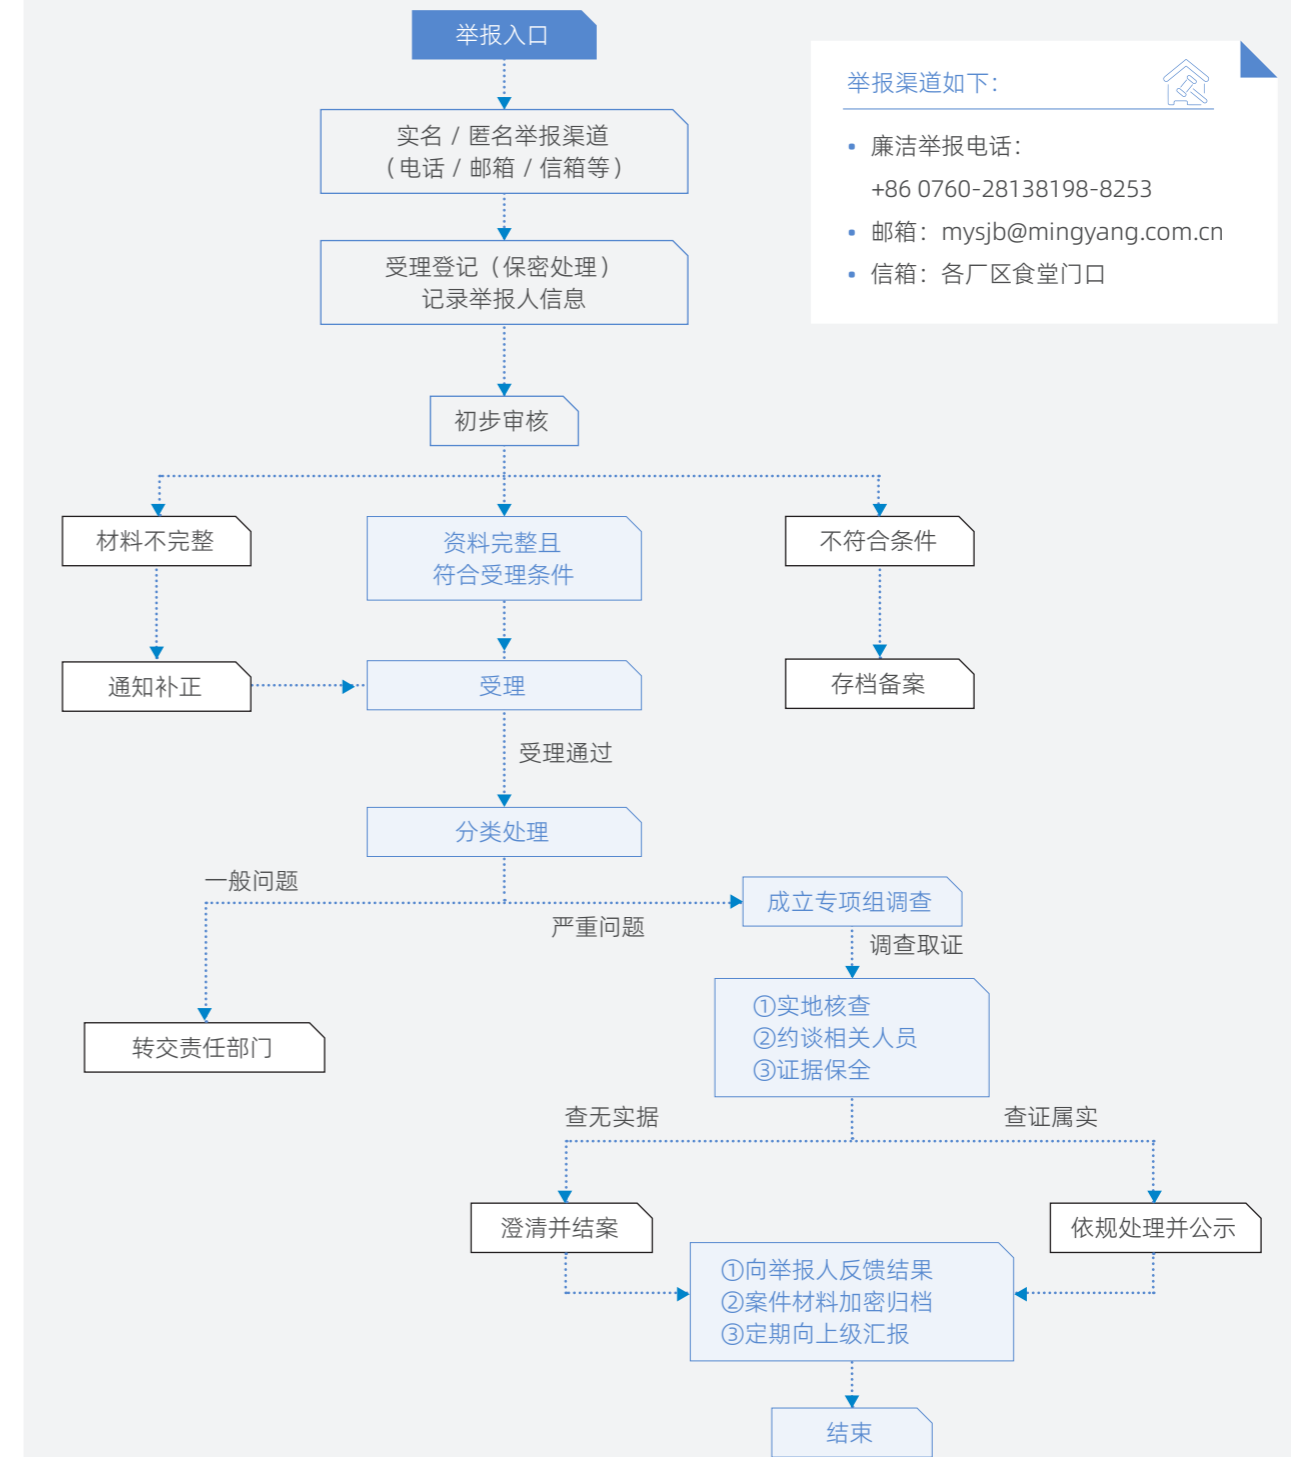 举报入口
实名 / 匿名举报渠道
（电话 / 邮箱 / 信箱等）
受理登记（保密处理）
记录举报人信息
举报渠道如下：
• 廉洁举报电话：
+86 0760-28138198-8253
• 邮箱：mysjb@mingyang.com.cn
• 信箱：各厂区食堂门口
初步审核
材料不完整
资料完整且
符合受理条件
不符合条件
通知补正
受理
存档备案
受理通过
分类处理
一般问题
严重问题
成立专项组调查
调查取证
转交责任部门
①实地核查
②约谈相关人员
③证据保全
查无实据
查证属实
澄清并结案
依规处理并公示
①向举报人反馈结果
②案件材料加密归档
③定期向上级汇报
结束